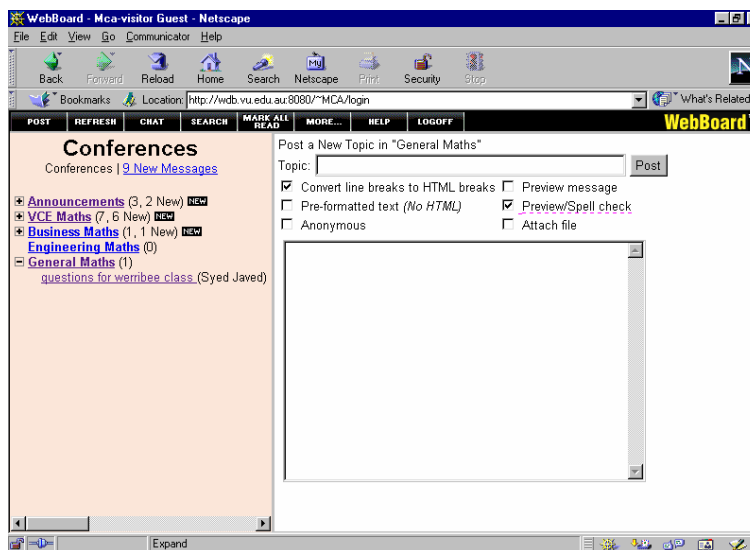 WebBoard - Mca-visitor Guest - Netscape
File Edit View Go Communicator Help
Back Forward Reload Home Search Netscape Print Security Stop
My
N
Bookmarks Location: http://wdb.vu.edu.au:8080/~MCA/login What's Related
POST REFRESH CHAT SEARCH MARK ALL READ MORE... HELP LOGOFF WebBoard
Conferences
Conferences | 9 New Messages
Announcements (3, 2 New) NEW
VCE Maths (7, 6 New) NEW
Business Maths (1, 1 New) NEW
Engineering Maths (0)
General Maths (1)
questions for werribee class (Syed Javed)
Post a New Topic in "General Maths"
Topic: Post
Convert line breaks to HTML breaks Preview message
Pre-formatted text (No HTML) Preview/Spell check
Anonymous Attach file
Expand